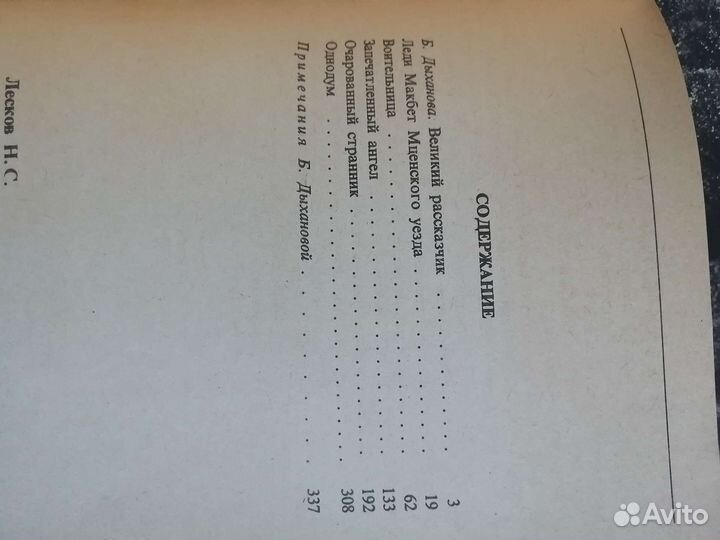 СОДЕРЖАНИЕ
Б. Дыханова. Великий рассказчик . . . . . . . . . . 3
Леди Макбет Мценского уезда . . . . . . . . . . . 19
Воительница . . . . . . . . . . . . . . . . . . . 62
Запечатленный ангел . . . . . . . . . . . . . . . 133
Очарованный странник . . . . . . . . . . . . . . 192
Однодум . . . . . . . . . . . . . . . . . . . . . 308
Примечания Б. Дыхановой . . . . . . . . . . . . 337
Лесков Н. С.
Avito